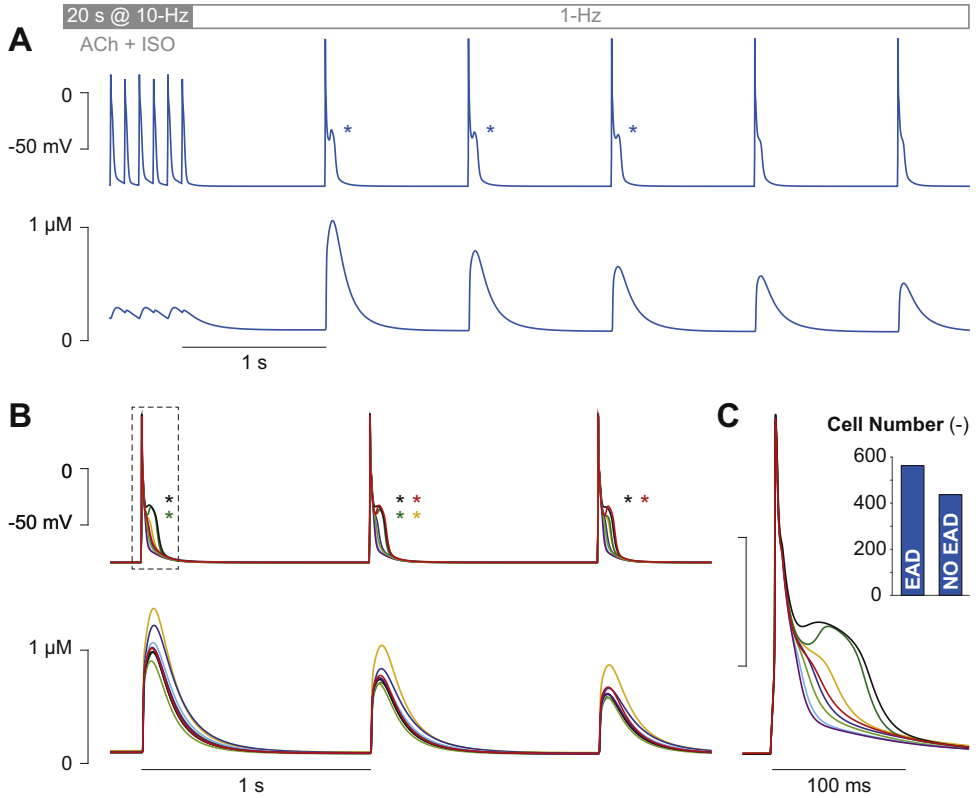 20 s @ 10-Hz
1-Hz
A
ACh + ISO
0
-50 mV
*
*
*
1 µM
0
1 s
B
0
-50 mV
*
*
* *
* *
* *
1 µM
0
1 s
C
Cell Number (-)
600
400
200
0
EAD
NO EAD
100 ms